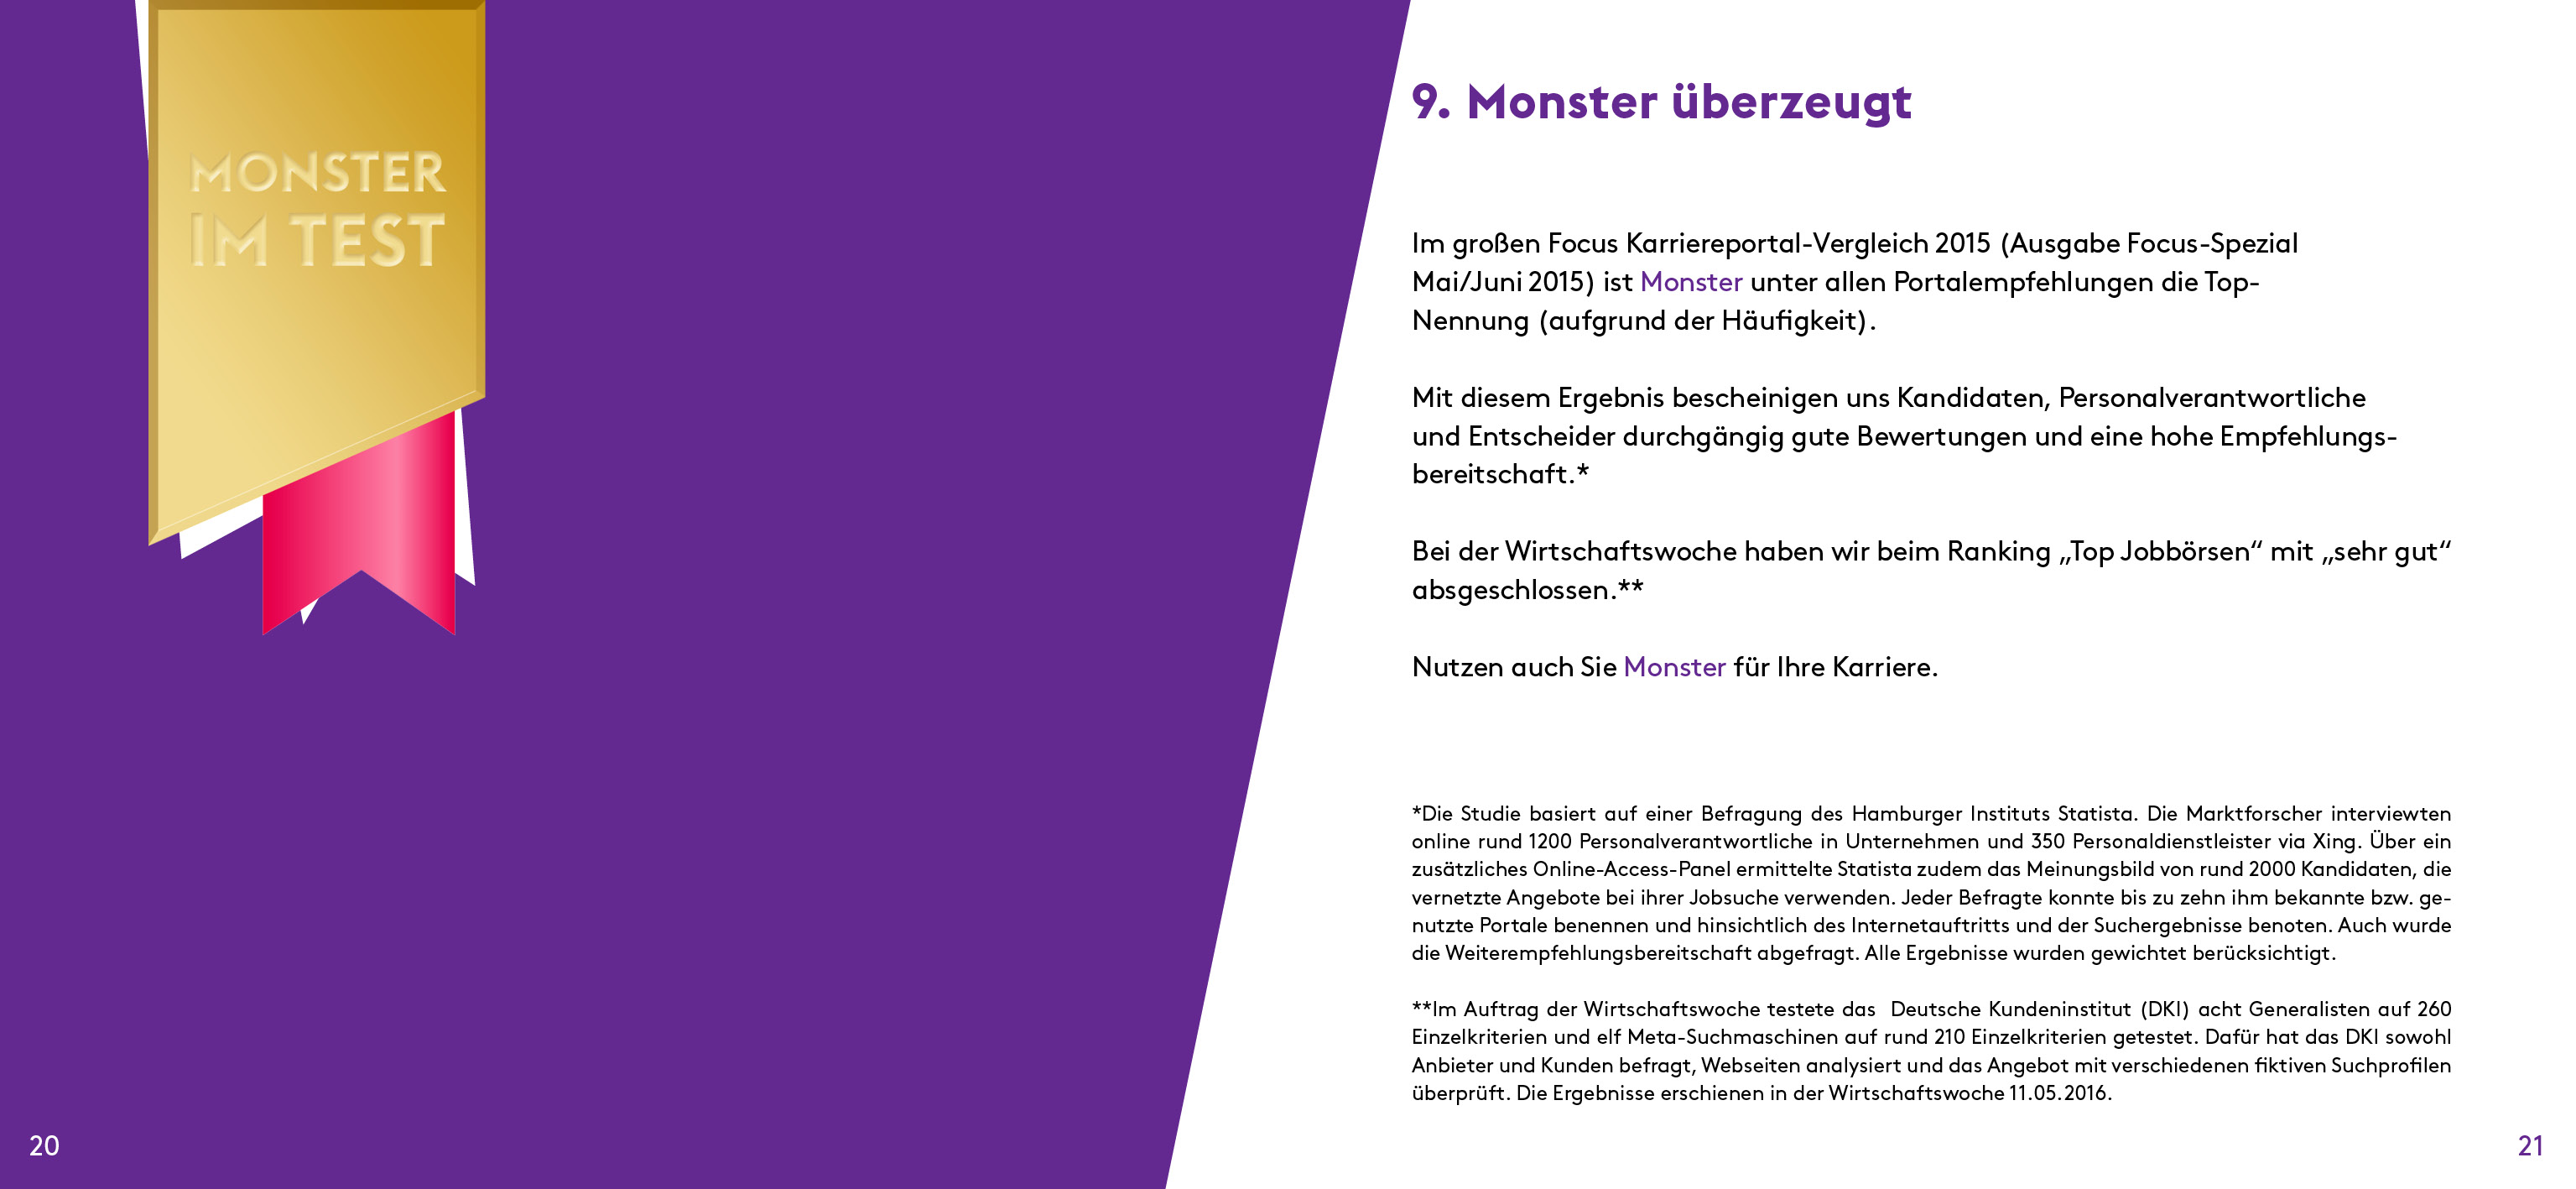 MONSTER
IM TEST
20
9. Monster überzeugt
Im großen Focus Karriereportal-Vergleich 2015 (Ausgabe Focus-Spezial
Mai/Juni 2015) ist Monster unter allen Portalempfehlungen die Top-
Nennung (aufgrund der Häufigkeit).
Mit diesem Ergebnis bescheinigen uns Kandidaten, Personalverantwortliche
und Entscheider durchgängig gute Bewertungen und eine hohe Empfehlungs-
bereitschaft.*
Bei der Wirtschaftswoche haben wir beim Ranking „Top Jobbörsen“ mit „sehr gut“
absgeschlossen.**
Nutzen auch Sie Monster für Ihre Karriere.
*Die Studie basiert auf einer Befragung des Hamburger Instituts Statista. Die Marktforscher interviewten
online rund 1200 Personalverantwortliche in Unternehmen und 350 Personaldienstleister via Xing. Über ein
zusätzliches Online-Access-Panel ermittelte Statista zudem das Meinungsbild von rund 2000 Kandidaten, die
vernetzte Angebote bei ihrer Jobsuche verwenden. Jeder Befragte konnte bis zu zehn ihm bekannte bzw. ge-
nutzte Portale benennen und hinsichtlich des Internetauftritts und der Suchergebnisse benoten. Auch wurde
die Weiterempfehlungsbereitschaft abgefragt. Alle Ergebnisse wurden gewichtet berücksichtigt.
**Im Auftrag der Wirtschaftswoche testete das  Deutsche Kundeninstitut (DKI) acht Generalisten auf 260
Einzelkriterien und elf Meta-Suchmaschinen auf rund 210 Einzelkriterien getestet. Dafür hat das DKI sowohl
Anbieter und Kunden befragt, Webseiten analysiert und das Angebot mit verschiedenen fiktiven Suchprofilen
überprüft. Die Ergebnisse erschienen in der Wirtschaftswoche 11.05.2016.
21